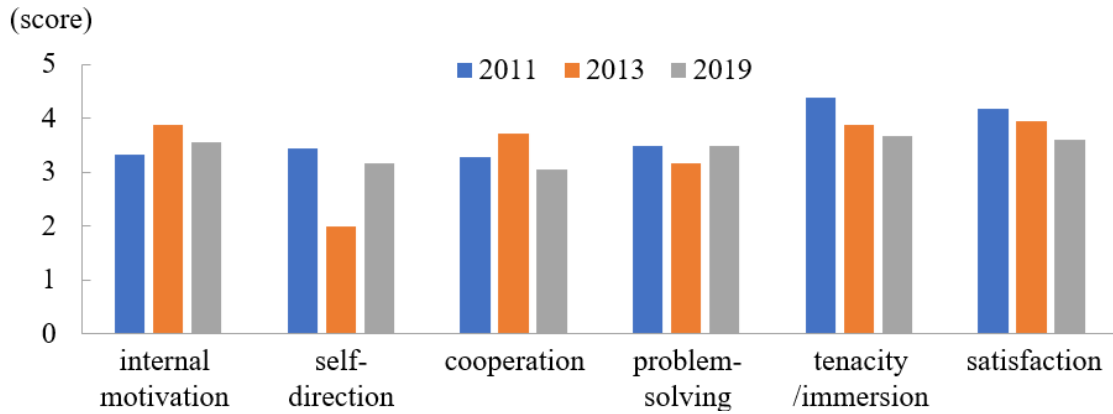 (score)
5
2011 2013 2019
4
3
2
1
0
internal self- cooperation problem- tenacity satisfaction
motivation direction solving /immersion